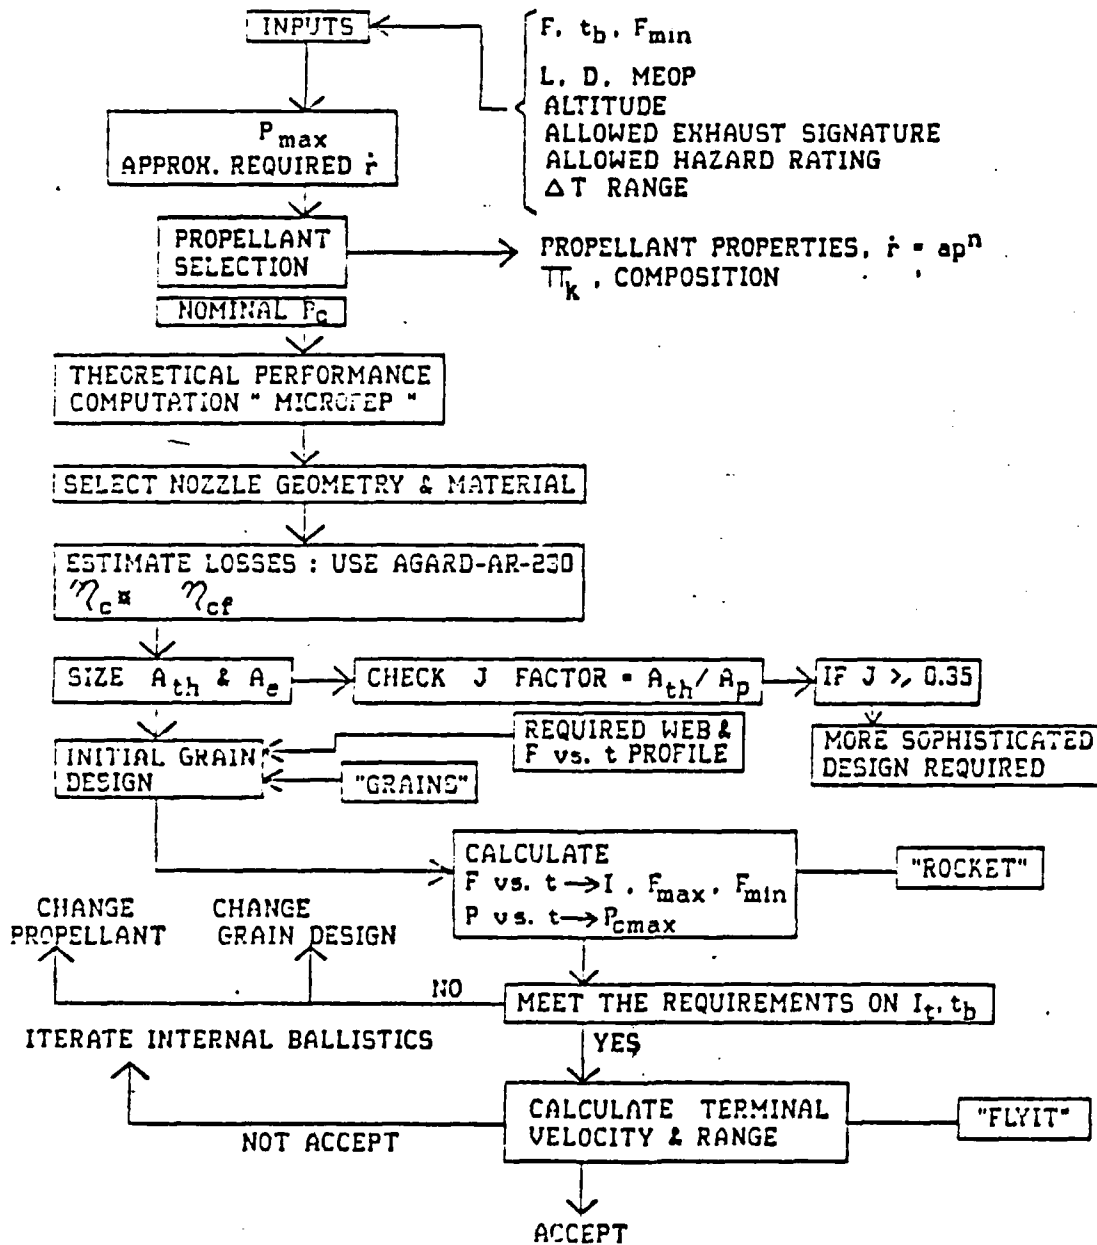 INPUTS
F, t_b, F_min
L, D, MEOP
ALTITUDE
ALLOWED EXHAUST SIGNATURE
ALLOWED HAZARD RATING
Δ T RANGE
P_max
APPROX. REQUIRED ṙ
PROPELLANT
SELECTION
PROPELLANT PROPERTIES, ṙ = ap^n
π_k, COMPOSITION
NOMINAL P_c
THEORETICAL PERFORMANCE
COMPUTATION " MICROFEP "
SELECT NOZZLE GEOMETRY & MATERIAL
ESTIMATE LOSSES : USE AGARD-AR-230
η_c* η_cf
SIZE A_th & A_e
CHECK J FACTOR = A_th / A_p
IF J ≥ 0.35
MORE SOPHISTICATED
DESIGN REQUIRED
INITIAL GRAIN
DESIGN
REQUIRED WEB &
F vs. t PROFILE
"GRAINS"
CALCULATE
F vs. t → I, F_max, F_min
P vs. t → P_cmax
"ROCKET"
CHANGE
PROPELLANT
CHANGE
GRAIN DESIGN
NO
MEET THE REQUIREMENTS ON I_t, t_b
ITERATE INTERNAL BALLISTICS
YES
CALCULATE TERMINAL
VELOCITY & RANGE
"FLYIT"
NOT ACCEPT
ACCEPT